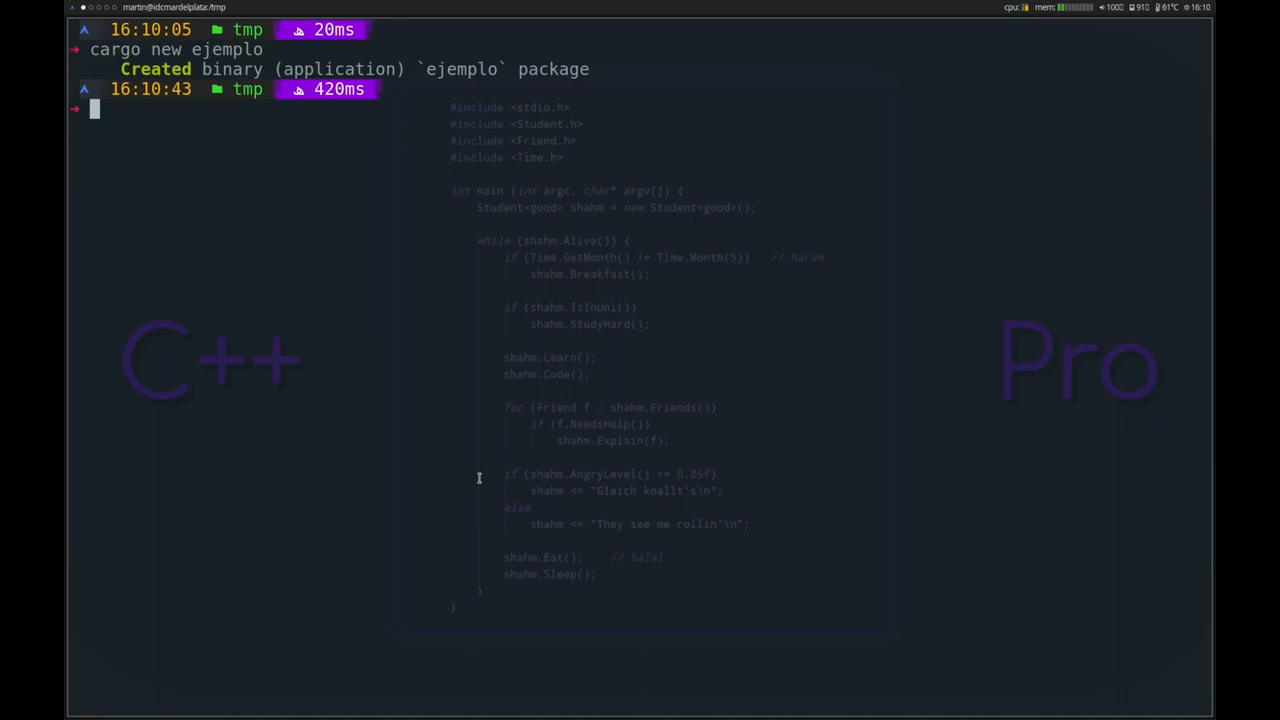 martin@idcmardelplata:/tmp
cpu: mem: 100 91 61°C 16:10
16:10:05 tmp 20ms
➜ cargo new ejemplo
Created binary (application) `ejemplo` package
16:10:43 tmp 420ms
➜
#include <stdio.h>
#include <Student.h>
#include <Friend.h>
#include <Time.h>
int main (int argc, char* argv[]) {
Student<good> shahm = new Student<good>();
while (shahm.Alive()) {
if (Time.GetMonth() != Time.Month(5)) // haram
shahm.Breakfast();
if (shahm.IsInUni())
shahm.StudyHard();
shahm.Learn();
shahm.Code();
for (Friend f : shahm.Friends())
if (f.NeedsHelp())
shahm.Explain(f);
if (shahm.AngryLevel() >= 0.85f)
shahm << "Gleich knallt's\n";
else
shahm << "They see me rollin'\n";
shahm.Eat(); // halal
shahm.Sleep();
}
}
C++
Pro